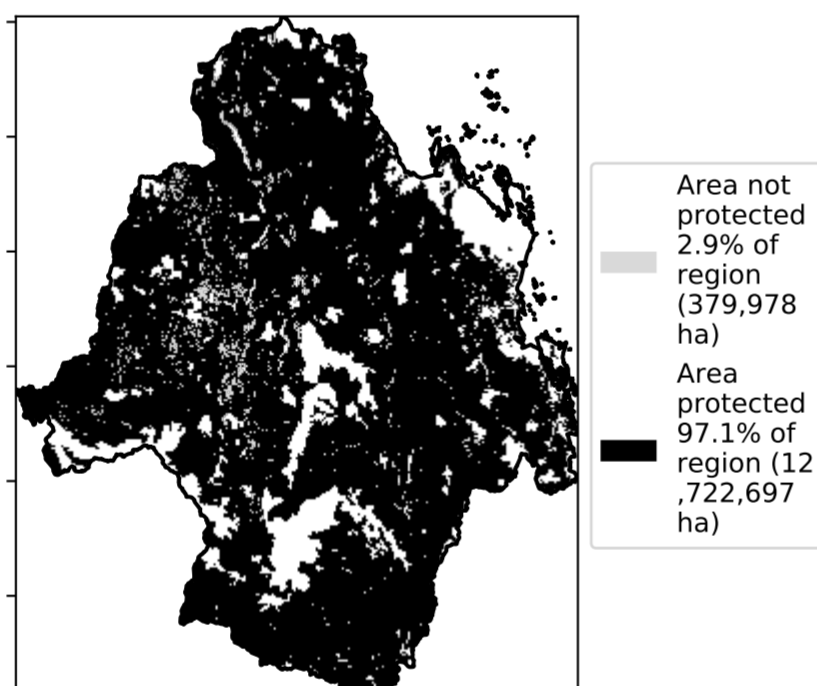 Area not
protected
2.9% of
region
(379,978
ha)
Area
protected
97.1% of
region (12
,722,697
ha)